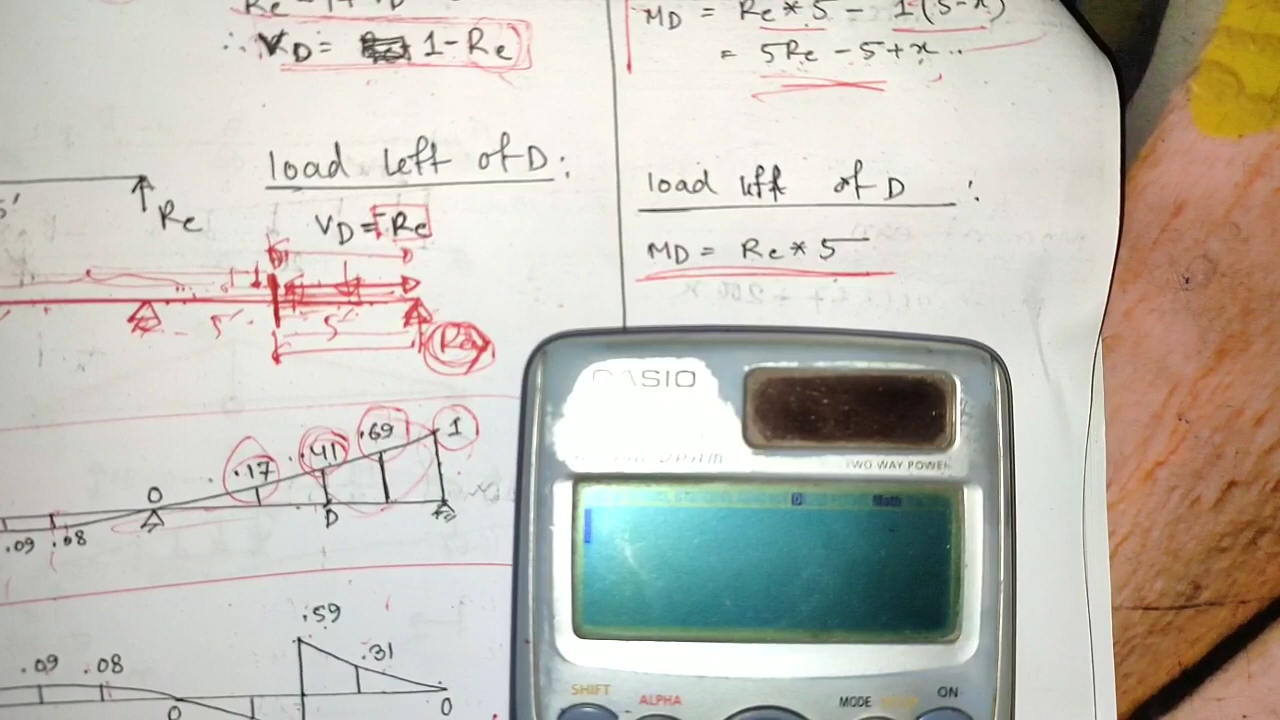 ∴ VD = 1 - Re
MD = Re * 5 - 1(5-x)
= 5Re - 5 + x ..
load left of D :
VD = - Re
Re
5'
5'
Re
load left of D :
MD = Re * 5
0
.17
.41
.69
1
D
.09
.08
.59
.31
.09
.08
0
0
CASIO
TWO WAY POWER
D Math
SHIFT
ALPHA
MODE
ON